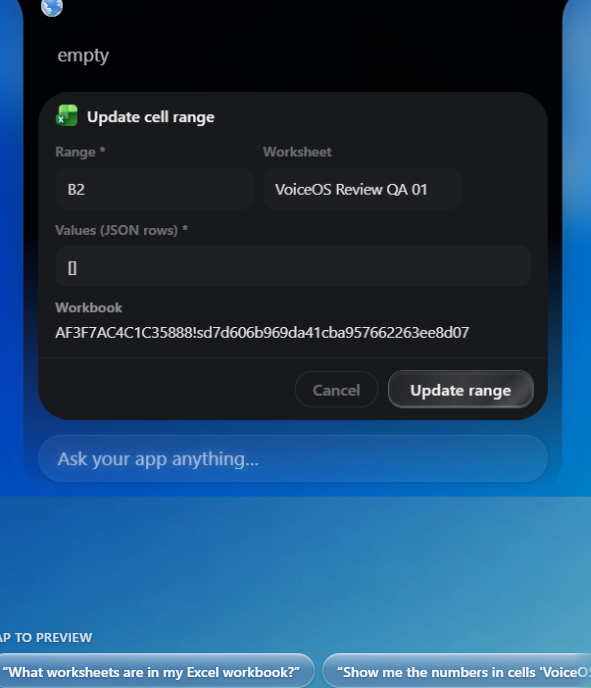 empty
Update cell range
Range *
Worksheet
B2
VoiceOS Review QA 01
Values (JSON rows) *
[]
Workbook
AF3F7AC4C1C35888!sd7d606b969da41cba957662263ee8d07
Cancel
Update range
Ask your app anything...
AP TO PREVIEW
“What worksheets are in my Excel workbook?”
“Show me the numbers in cells 'VoiceOS